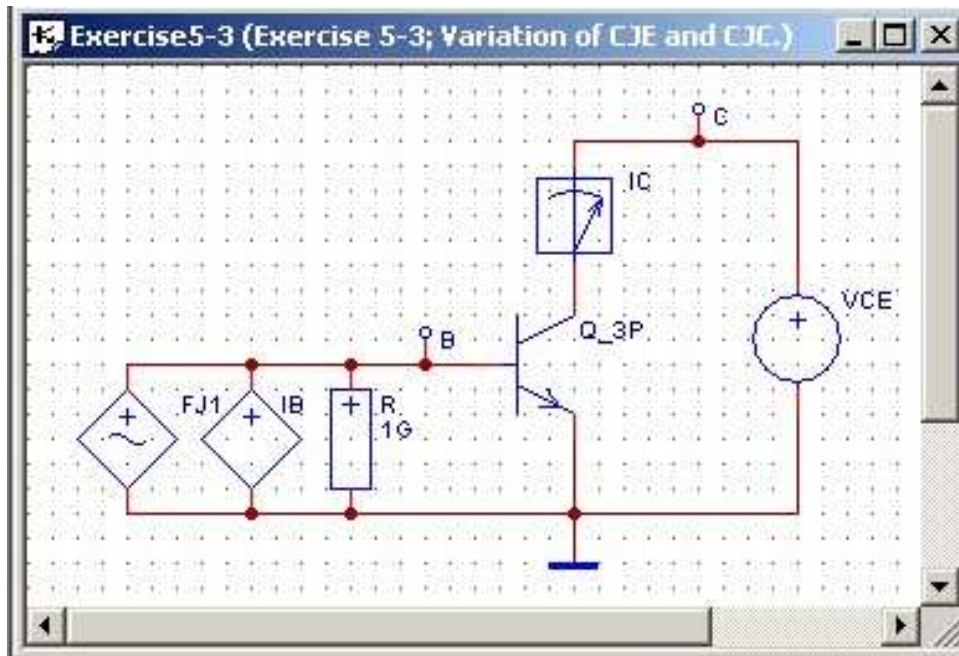 Exercise5-3 (Exercise 5-3; Variation of CJE and CJC.)
C
IC
VCE
Q_3P
B
FJ1 IB R
1G